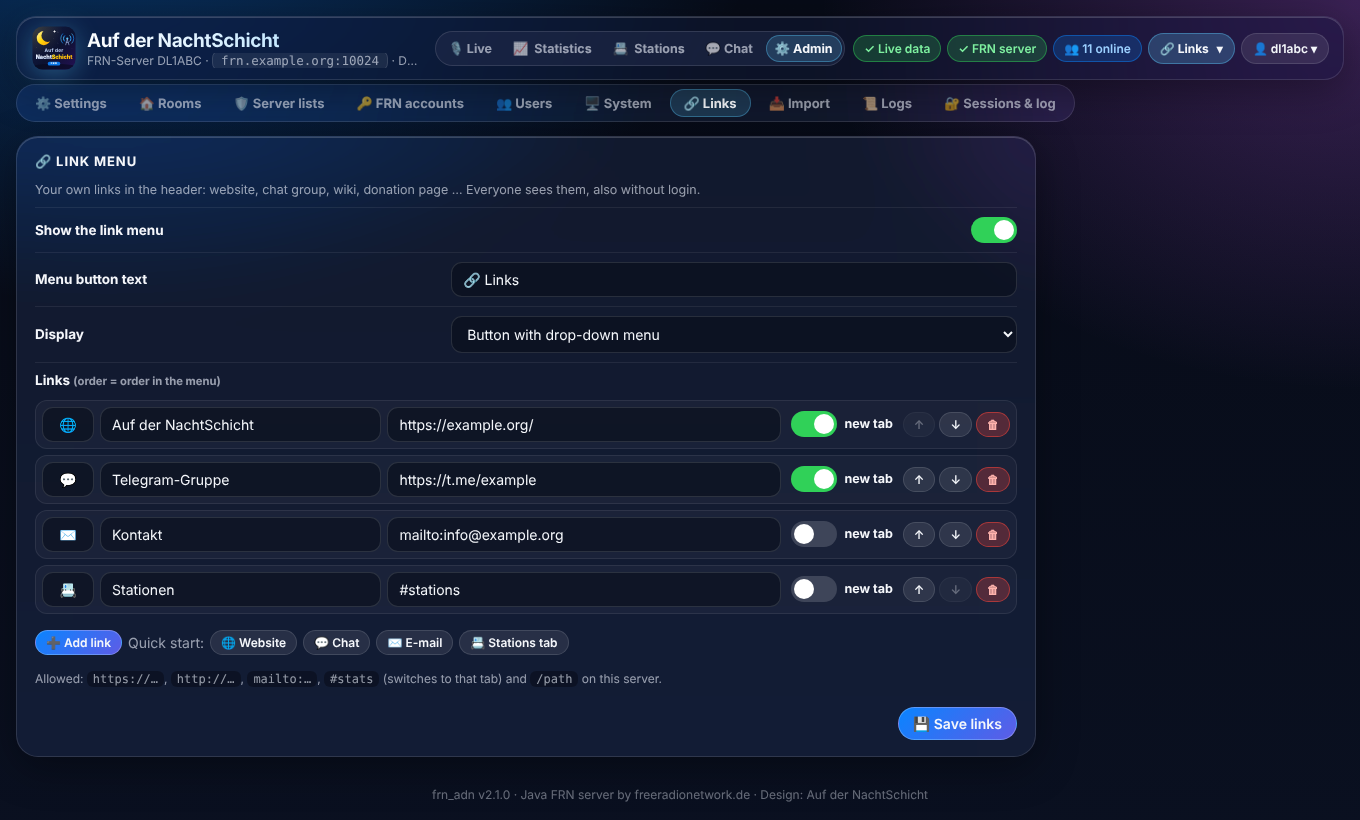 Auf der NachtSchicht
FRN-Server DL1ABC · frn.example.org:10024 · D...
🎙️ Live 📈 Statistics 📇 Stations 💬 Chat ⚙️ Admin ✓ Live data ✓ FRN server 👥 11 online 🔗 Links ▾ 👤 dl1abc ▾
⚙️ Settings 🏠 Rooms 🛡️ Server lists 🔑 FRN accounts 👥 Users 🖥️ System 🔗 Links 📥 Import 📜 Logs 🔐 Sessions & log
🔗 LINK MENU
Your own links in the header: website, chat group, wiki, donation page ... Everyone sees them, also without login.
Show the link menu
Menu button text 🔗 Links
Display Button with drop-down menu
Links (order = order in the menu)
🌐 Auf der NachtSchicht https://example.org/ new tab ↑ ↓ 🗑
💬 Telegram-Gruppe https://t.me/example new tab ↑ ↓ 🗑
✉️ Kontakt mailto:info@example.org new tab ↑ ↓ 🗑
📇 Stationen #stations new tab ↑ ↓ 🗑
➕ Add link Quick start: 🌐 Website 💬 Chat ✉️ E-mail 📇 Stations tab
Allowed: https://… , http://… , mailto:… , #stats (switches to that tab) and /path on this server.
💾 Save links
frn_adn v2.1.0 · Java FRN server by freeradionetwork.de · Design: Auf der NachtSchicht